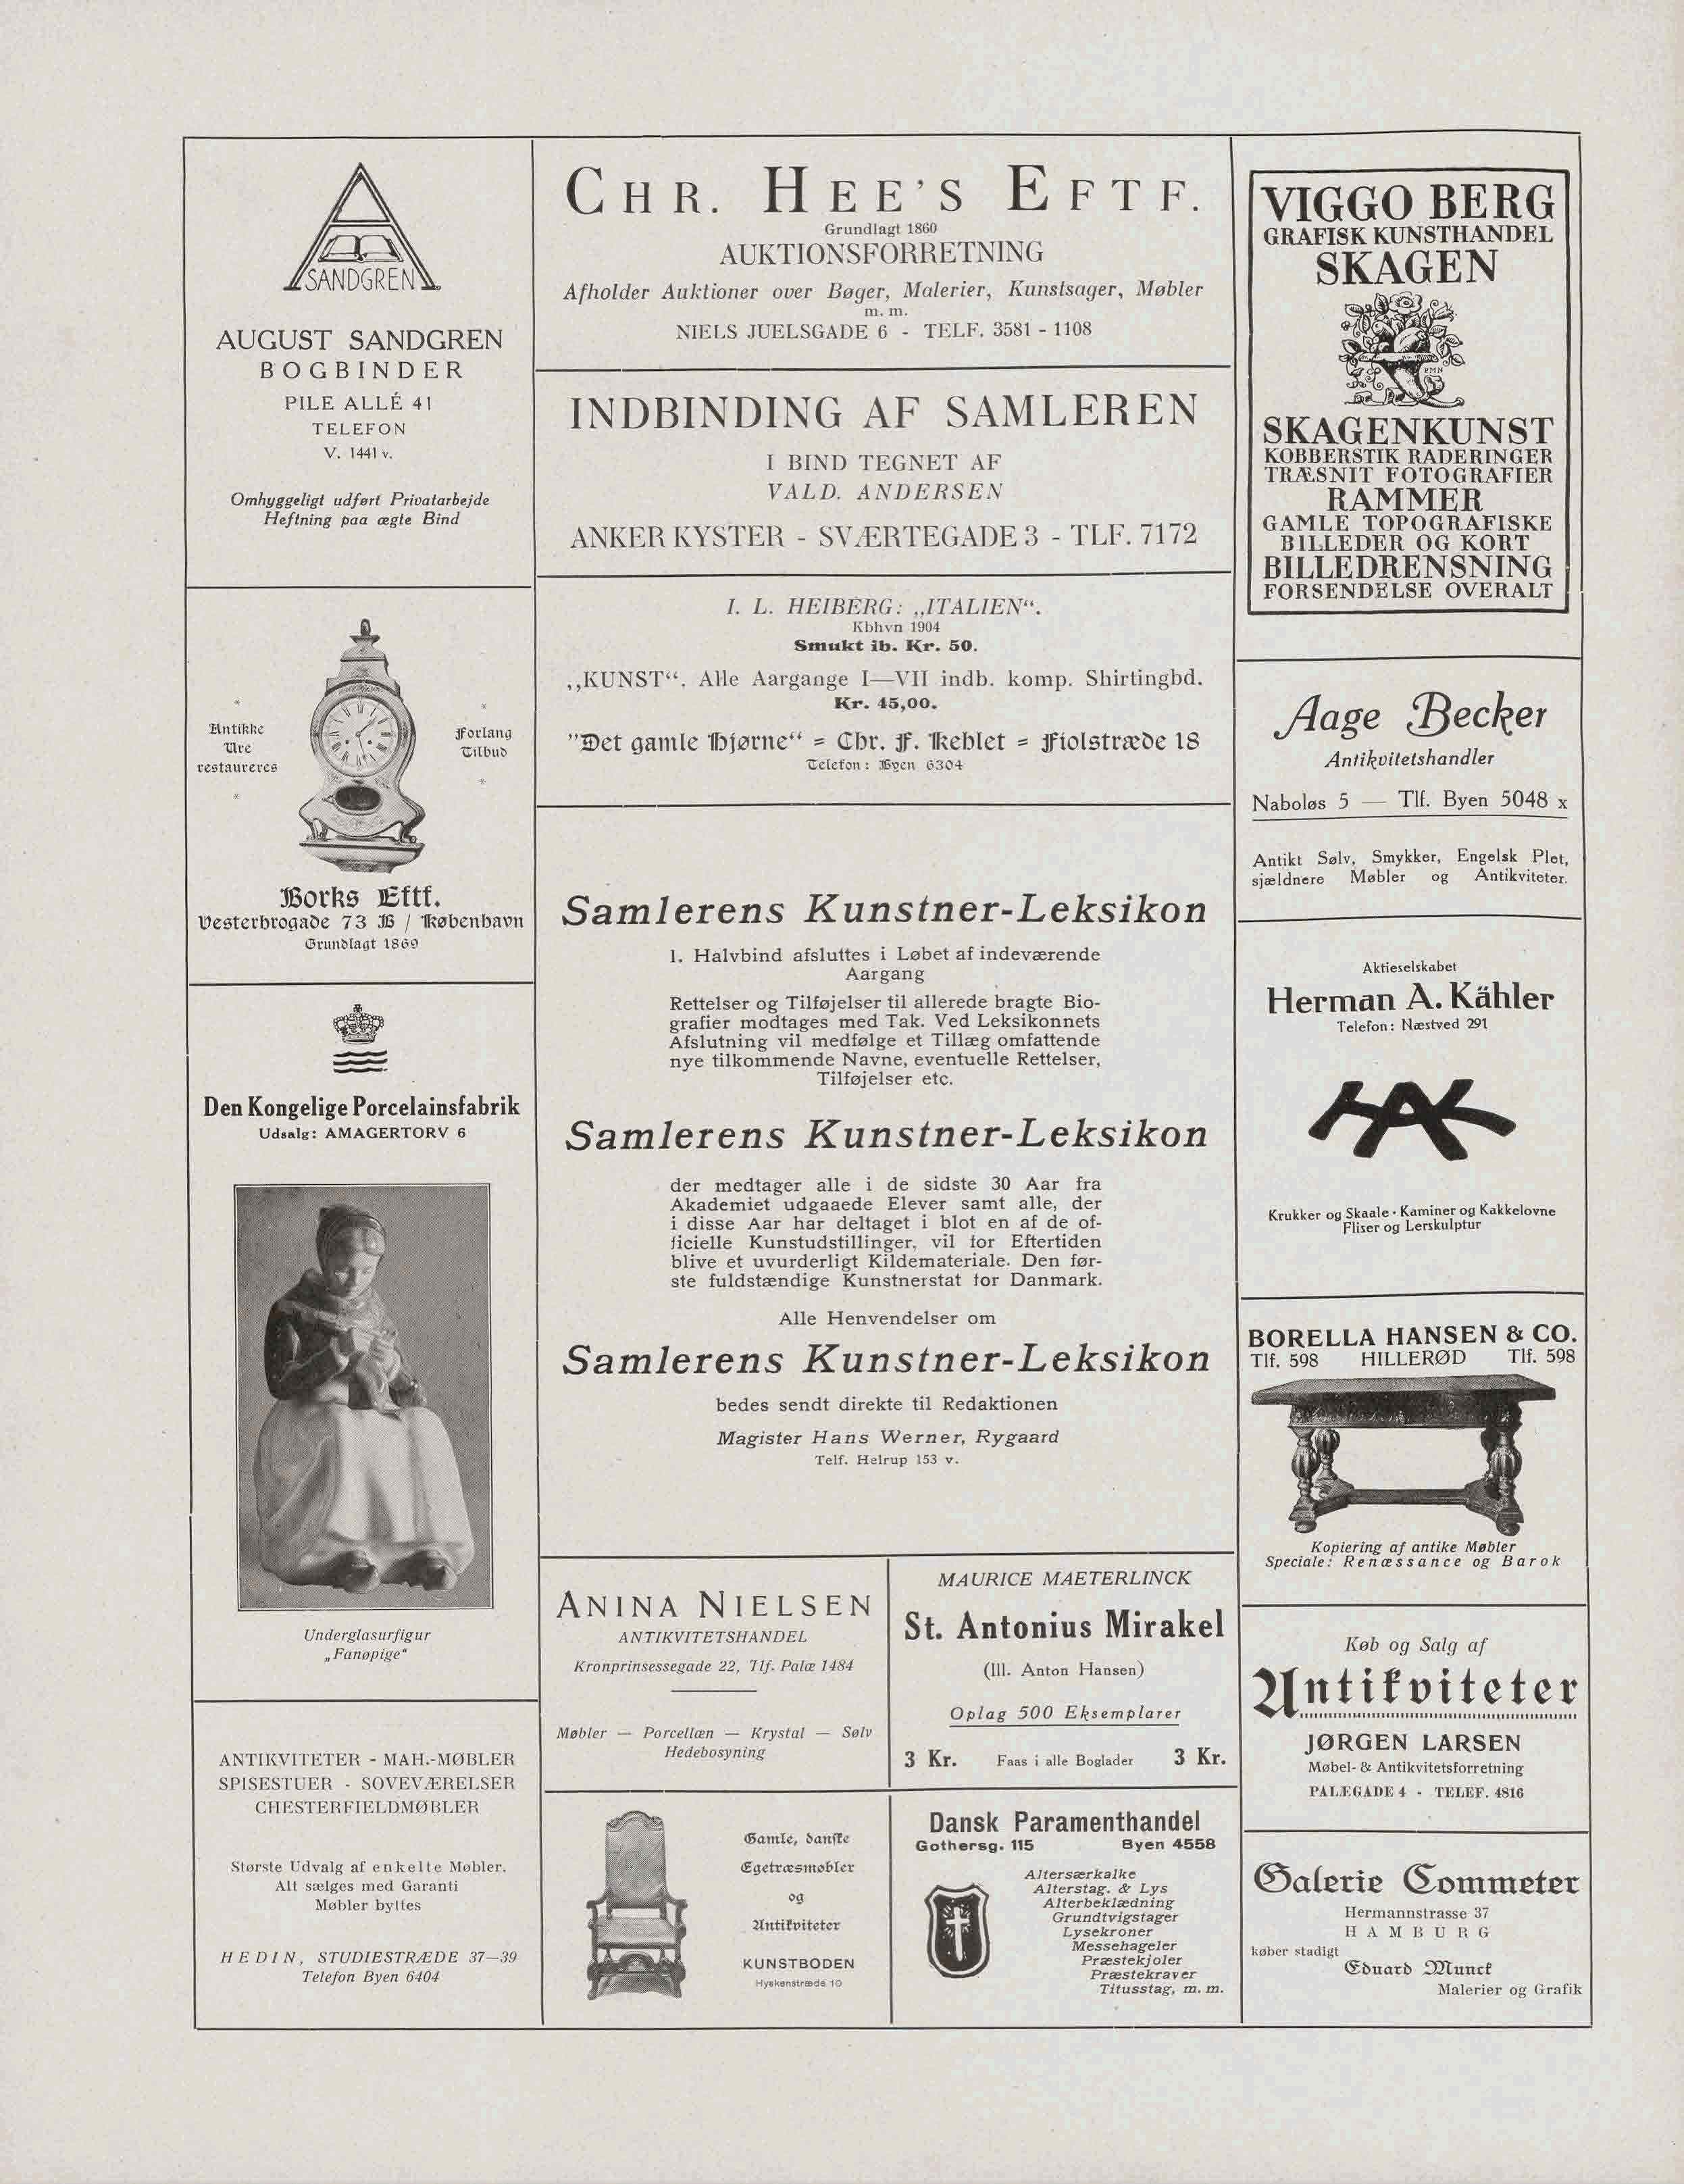 SANDGREN
AUGUST SANDGREN
BOGBINDER
PILE ALLÉ 41
TELEFON
V. 1441 v.
Omhyggeligt udført Privatarbejde
Heftning paa ægte Bind
Antikke
Ure
restaureres
Forlang
Tilbud
Borks Eftf.
Vesterbrogade 73 B / København
Grundlagt 1869
Den Kongelige Porcelainsfabrik
Udsalg: AMAGERTORV 6
Underglasurfigur
„Fanøpige"
ANTIKVITETER - MAH.-MØBLER
SPISESTUER - SOVEVÆRELSER
CHESTERFIELDMØBLER
Største Udvalg af enkelte Møbler.
Alt sælges med Garanti
Møbler byttes
HEDIN, STUDIESTRÆDE 37—39
Telefon Byen 6404
CHR. HEE'S EFTF.
Grundlagt 1860
AUKTIONSFORRETNING
Afholder Auktioner over Bøger, Malerier, Kunstsager, Møbler
m. m.
NIELS JUELSGADE 6 - TELF. 3581 - 1108
INDBINDING AF SAMLEREN
I BIND TEGNET AF
VALD. ANDERSEN
ANKER KYSTER - SVÆRTEGADE 3 - TLF. 7172
I. L. HEIBERG: „ITALIEN“.
Kbhvn 1904
Smukt ib. Kr. 50.
„KUNST“. Alle Aargange I—VII indb. komp. Shirtingbd.
Kr. 45,00.
"Det gamle Hjørne“ = Chr. F. Keblet = Fiolstræde 18
Telefon: Byen 6304
Samlerens Kunstner-Leksikon
1. Halvbind afsluttes i Løbet af indeværende
Aargang
Rettelser og Tilføjelser til allerede bragte Bio-
grafier modtages med Tak. Ved Leksikonnets
Afslutning vil medfølge et Tillæg omfattende
nye tilkommende Navne, eventuelle Rettelser,
Tilføjelser etc.
Samlerens Kunstner-Leksikon
der medtager alle i de sidste 30 Aar fra
Akademiet udgaaede Elever samt alle, der
i disse Aar har deltaget i blot en af de of-
ficielle Kunstudstillinger, vil for Eftertiden
blive et uvurderligt Kildemateriale. Den før-
ste fuldstændige Kunstnerstat for Danmark.
Alle Henvendelser om
Samlerens Kunstner-Leksikon
bedes sendt direkte til Redaktionen
Magister Hans Werner, Rygaard
Telf. Helrup 153 v.
ANINA NIELSEN
ANTIKVITETSHANDEL
Kronprinsessegade 22, Tlf. Palæ 1484
Møbler — Porcellæn — Krystal — Sølv
Hedebosyning
MAURICE MAETERLINCK
St. Antonius Mirakel
(Ill. Anton Hansen)
Oplag 500 Eksemplarer
3 Kr. Faas i alle Boglader 3 Kr.
Gamle, danske
Egetræsmøbler
og
Antikviteter
KUNSTBODEN
Hyskenstræde 10
Dansk Paramenthandel
Gothersg. 115 Byen 4558
Altersærkalke
Alterstag. & Lys
Alterbeklædning
Grundtvigstager
Lysekroner
Messehageler
Præstekjoler
Præstekraver
Titusstag, m. m.
VIGGO BERG
GRAFISK KUNSTHANDEL
SKAGEN
PMN
SKAGENKUNST
KOBBERSTIK RADERINGER
TRÆSNIT FOTOGRAFIER
RAMMER
GAMLE TOPOGRAFISKE
BILLEDER OG KORT
BILLEDRENSNING
FORSENDELSE OVERALT
Aage Becker
Antikvitetshandler
Naboløs 5 — Tlf. Byen 5048 x
Antikt Sølv, Smykker, Engelsk Plet,
sjældnere Møbler og Antikviteter.
Aktieselskabet
Herman A. Kähler
Telefon: Næstved 291
HAK
Krukker og Skaale · Kaminer og Kakkelovne
Fliser og Lerskulptur
BORELLA HANSEN & CO.
Tlf. 598 HILLERØD Tlf. 598
Kopiering af antike Møbler
Speciale: Renæssance og Barok
Køb og Salg af
Antikviteter
JØRGEN LARSEN
Møbel- & Antikvitetsforretning
PALÆGADE 4 - TELEF. 4816
Galerie Commeter
Hermannstrasse 37
HAMBURG
køber stadigt
Eduard Munck
Malerier og Grafik